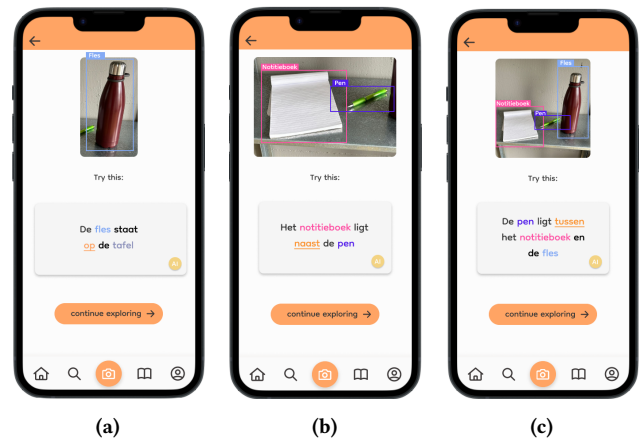 Fles
Try this:
De fles staat
op de tafel
AI
continue exploring →
(a)
Notitieboek
Pen
Try this:
Het notitieboek ligt
naast de pen
AI
continue exploring →
(b)
Fles
Notitieboek
Try this:
De pen ligt tussen
het notitieboek en
de fles
AI
continue exploring →
(c)